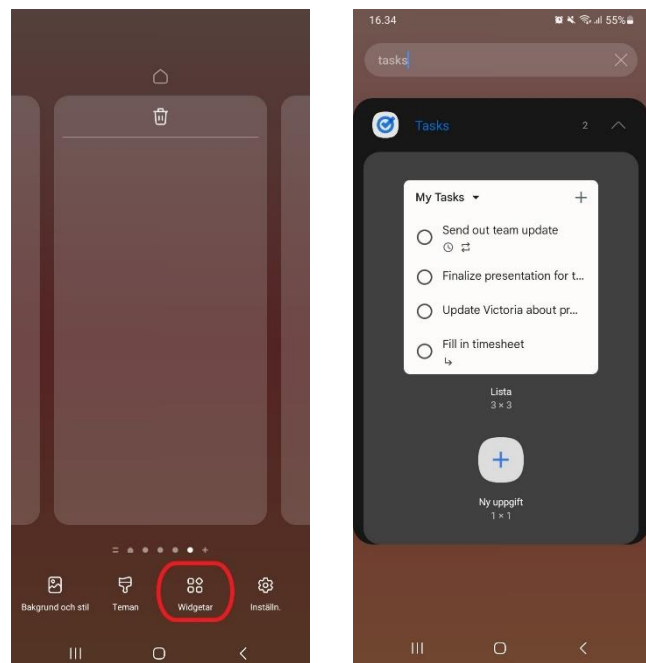 Bakgrund och stil
Teman
Widgetar
Inställn.
16.34
55%
tasks
Tasks
2
My Tasks
Send out team update
Finalize presentation for t...
Update Victoria about pr...
Fill in timesheet
Lista
3 × 3
Ny uppgift
1 × 1